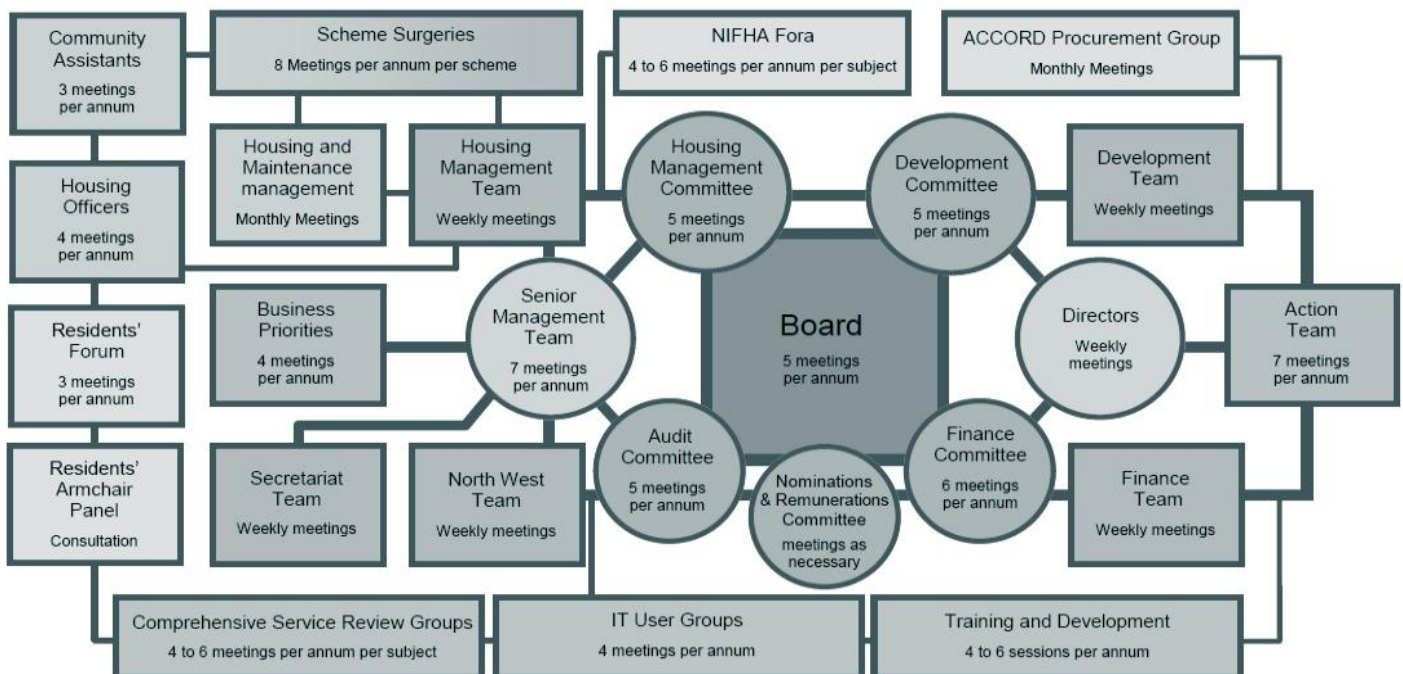 Community
Assistants
3 meetings
per annum
Scheme Surgeries
8 Meetings per annum per scheme
NIFHA Fora
4 to 6 meetings per annum per subject
ACCORD Procurement Group
Monthly Meetings
Housing and
Maintenance
management
Monthly Meetings
Housing
Management
Team
Weekly meetings
Housing
Management
Committee
5 meetings
per annum
Development
Committee
5 meetings
per annum
Development
Team
Weekly meetings
Housing
Officers
4 meetings
per annum
Residents'
Forum
3 meetings
per annum
Business
Priorities
4 meetings
per annum
Senior
Management
Team
7 meetings
per annum
Board
5 meetings
per annum
Directors
Weekly
meetings
Action
Team
7 meetings
per annum
Residents'
Armchair
Panel
Consultation
Secretariat
Team
Weekly meetings
North West
Team
Weekly meetings
Audit
Committee
5 meetings
per annum
Nominations
& Remunerations
Committee
meetings as
necessary
Finance
Committee
6 meetings
per annum
Finance
Team
Weekly meetings
Comprehensive Service Review Groups
4 to 6 meetings per annum per subject
IT User Groups
4 meetings per annum
Training and Development
4 to 6 sessions per annum